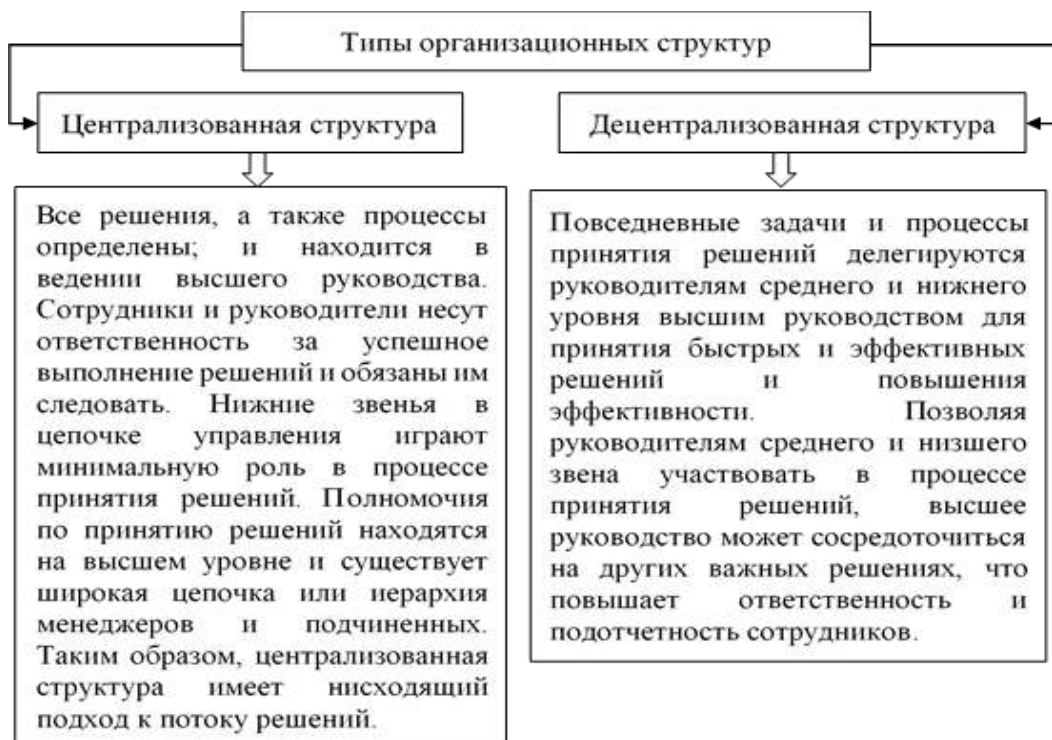 Типы организационных структур
Централизованная структура
Децентрализованная структура
Все решения, а также процессы
определены; и находится в
ведении высшего руководства.
Сотрудники и руководители несут
ответственность за успешное
выполнение решений и обязаны им
следовать. Нижние звенья в
цепочке управления играют
минимальную роль в процессе
принятия решений. Полномочия
по принятию решений находятся
на высшем уровне и существует
широкая цепочка или иерархия
менеджеров и подчиненных.
Таким образом, централизованная
структура имеет нисходящий
подход к потоку решений.
Повседневные задачи и процессы
принятия решений делегируются
руководителям среднего и нижнего
уровня высшим руководством для
принятия быстрых и эффективных
решений и повышения
эффективности. Позволяя
руководителям среднего и низшего
звена участвовать в процессе
принятия решений, высшее
руководство может сосредоточиться
на других важных решениях, что
повышает ответственность и
подотчетность сотрудников.